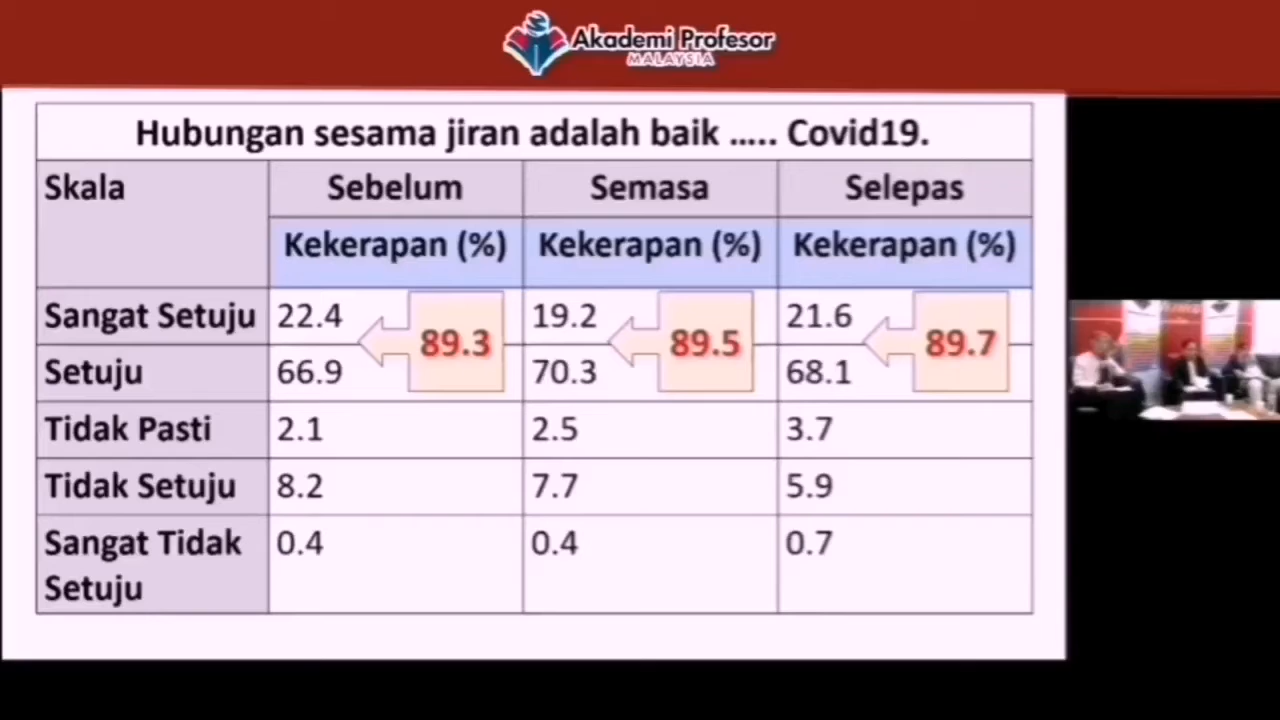 Akademi Profesor
MALAYSIA
Hubungan sesama jiran adalah baik ..... Covid19.
Skala Sebelum Semasa Selepas
Kekerapan (%) Kekerapan (%) Kekerapan (%)
Sangat Setuju 22.4 19.2 21.6
89.3 89.5 89.7
Setuju 66.9 70.3 68.1
Tidak Pasti 2.1 2.5 3.7
Tidak Setuju 8.2 7.7 5.9
Sangat Tidak 0.4 0.4 0.7
Setuju